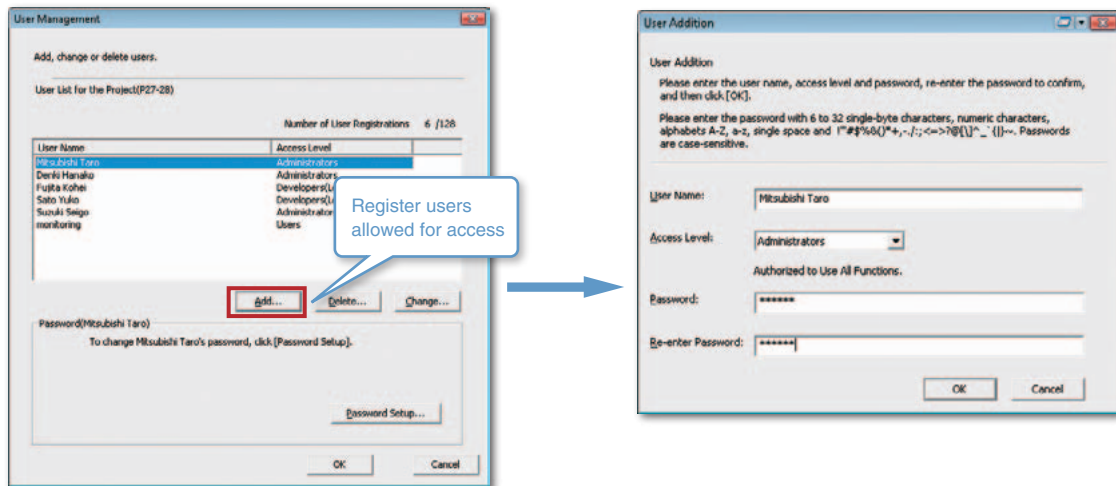 User Management
Add, change or delete users.
User List for the Project(P27-28)
Number of User Registrations 6 /128
User Name Access Level
Mitsubishi Taro Administrators
Denki Hanako Administrators
Fujita Kohei Developers(L
Sato Yuko Developers(L
Suzuki Seigo Administrator
monitoring Users
Register users
allowed for access
Add... Delete... Change...
Password(Mitsubishi Taro)
To change Mitsubishi Taro's password, click [Password Setup].
Password Setup...
OK Cancel
User Addition
User Addition
Please enter the user name, access level and password, re-enter the password to confirm,
and then click [OK].
Please enter the password with 6 to 32 single-byte characters, numeric characters,
alphabets A-Z, a-z, single space and !"#$%&()*+,-./:;<=>?@[\]^_`{|}~. Passwords
are case-sensitive.
User Name: Mitsubishi Taro
Access Level: Administrators
Authorized to Use All Functions.
Password: ******
Re-enter Password: ******
OK Cancel